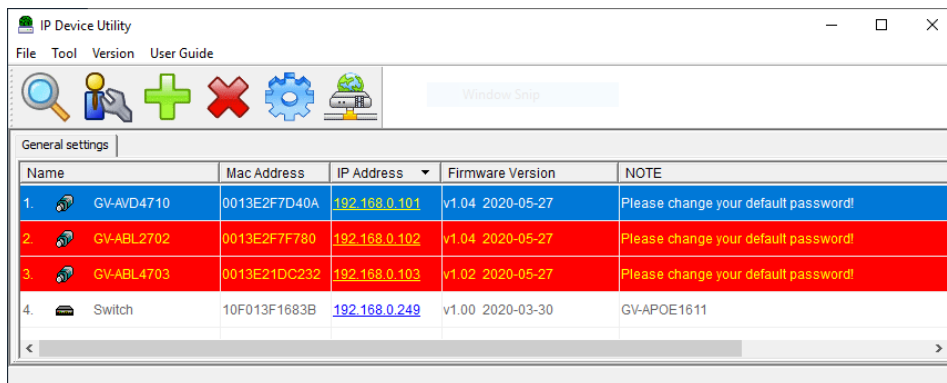 IP Device Utility
File Tool Version User Guide
Window Snip
General settings
Name Mac Address IP Address Firmware Version NOTE
1. GV-AVD4710 0013E2F7D40A 192.168.0.101 v1.04 2020-05-27 Please change your default password!
2. GV-ABL2702 0013E2F7F780 192.168.0.102 v1.04 2020-05-27 Please change your default password!
3. GV-ABL4703 0013E21DC232 192.168.0.103 v1.02 2020-05-27 Please change your default password!
4. Switch 10F013F1683B 192.168.0.249 v1.00 2020-03-30 GV-APOE1611